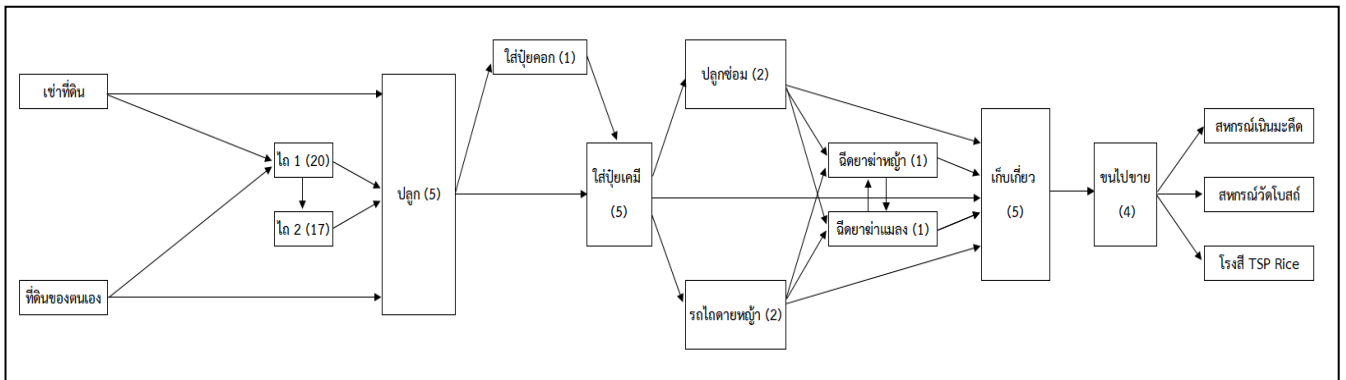 เช่าที่ดิน
ที่ดินของตนเอง
ไถ 1 (20)
ไถ 2 (17)
ปลูก (5)
ใส่ปุ๋ยคอก (1)
ใส่ปุ๋ยเคมี
(5)
ปลูกซ่อม (2)
รถไถดายหญ้า (2)
ฉีดยาฆ่าหญ้า (1)
ฉีดยาฆ่าแมลง (1)
เก็บเกี่ยว
(5)
ขนไปขาย
(4)
สหกรณ์เนินมะคึด
สหกรณ์วัดโบสถ์
โรงสี TSP Rice